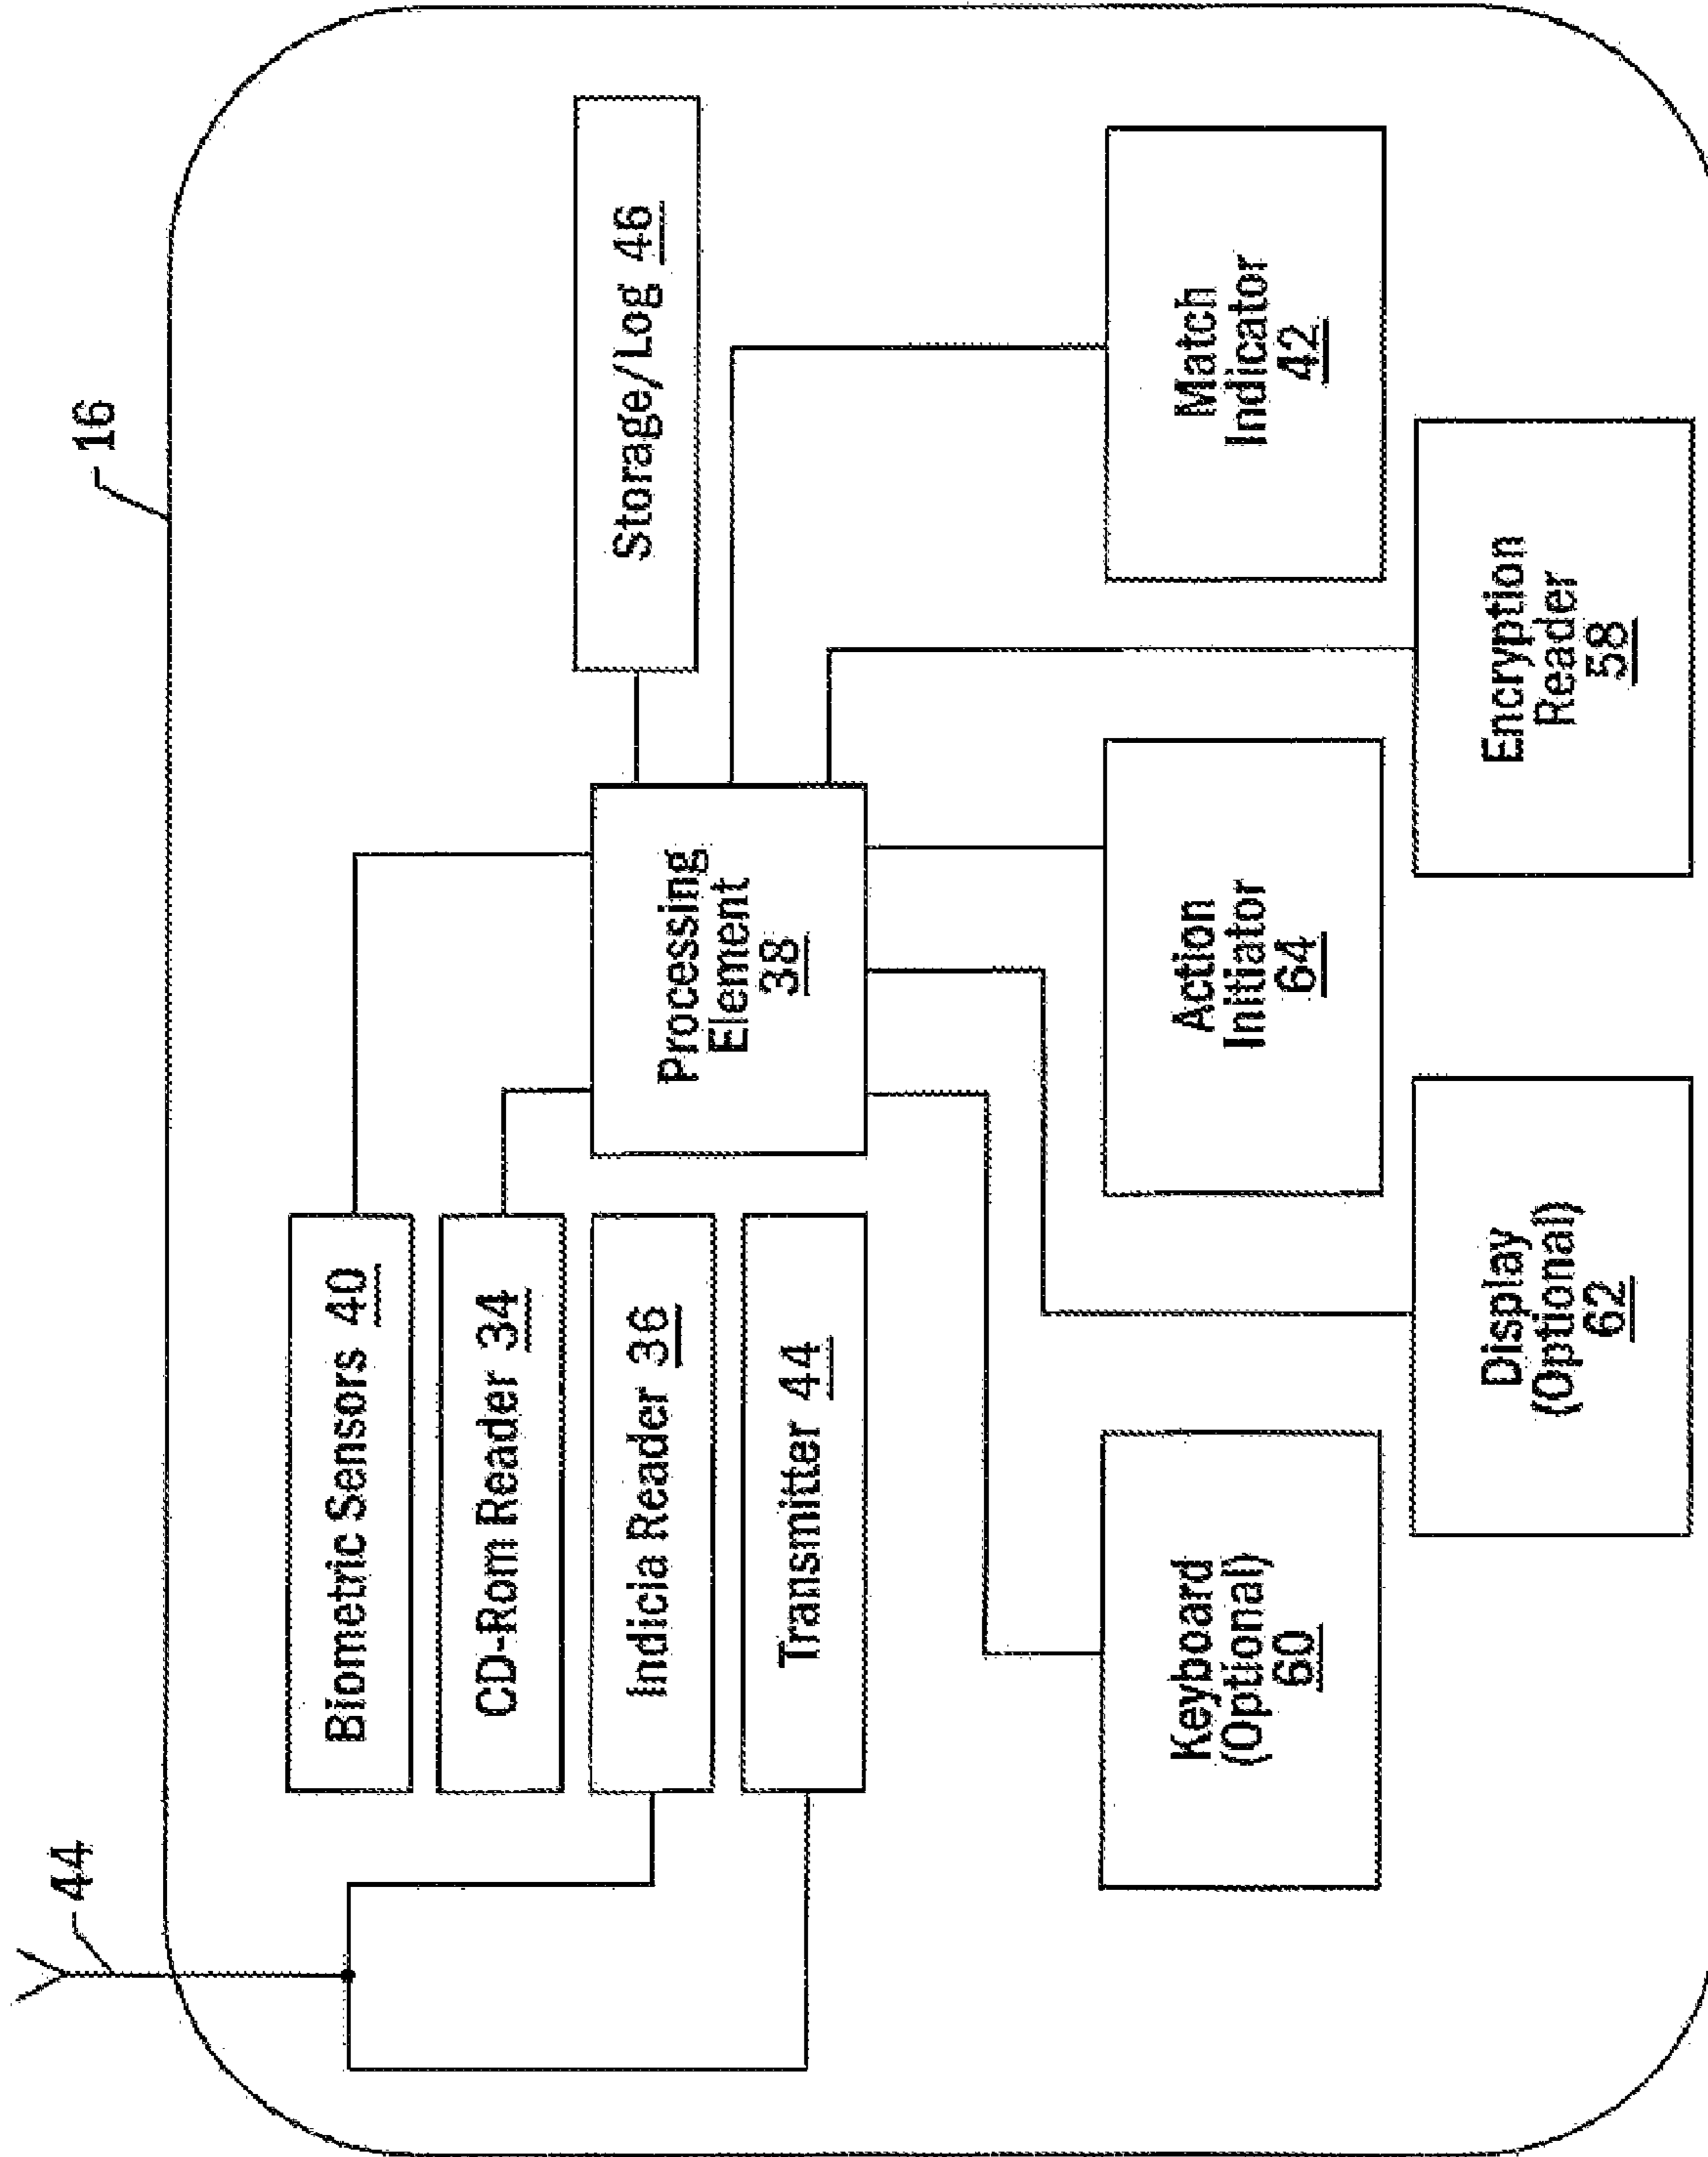 16
44
Biometric Sensors 40
CD-Rom Reader 34
Indicia Reader 36
Transmitter 44
Processing
Element
38
Storage/Log 46
Keyboard
(Optional)
60
Display
(Optional)
62
Action
Initiator
64
Encryption
Reader
58
Match
Indicator
42